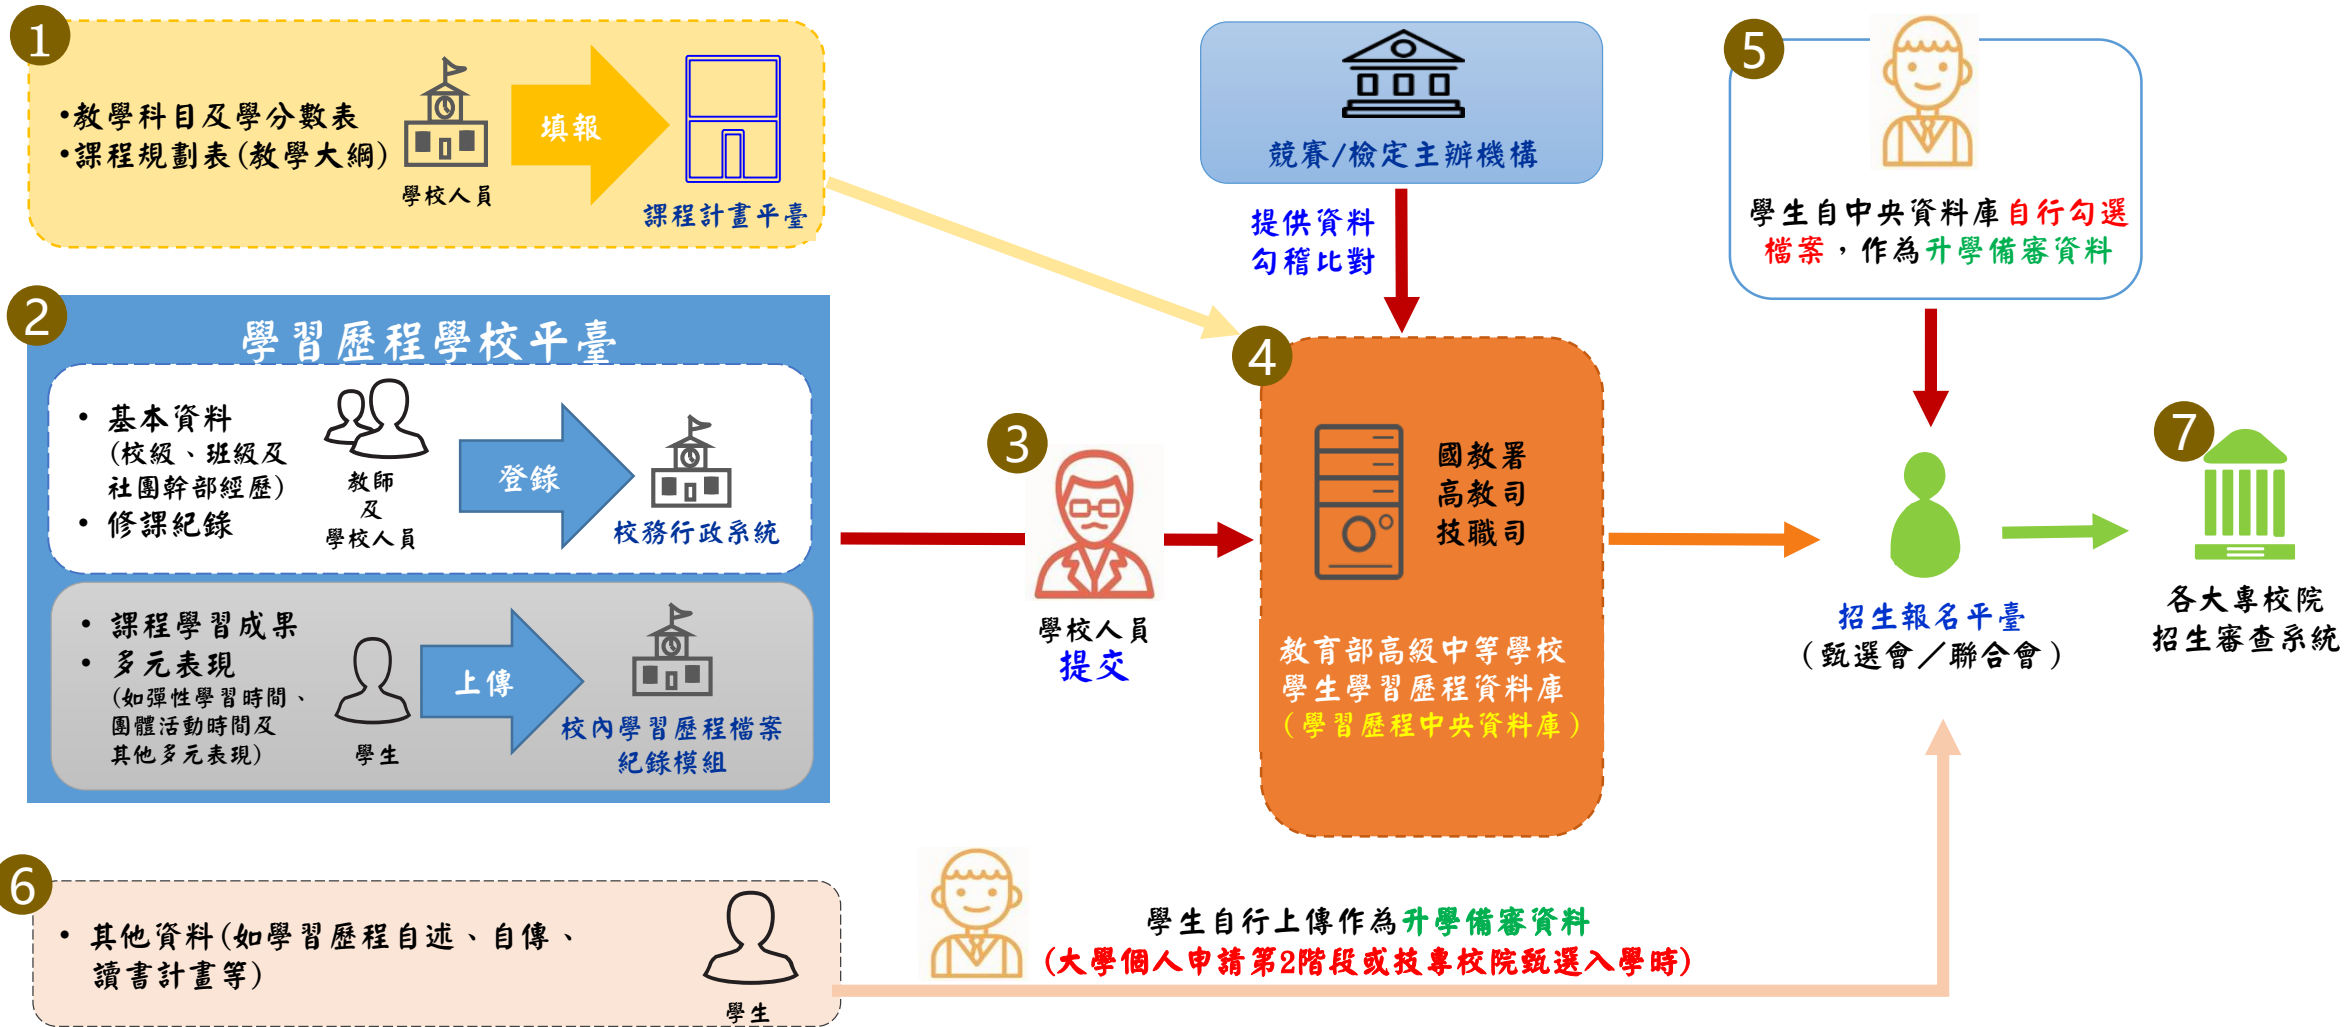 1
•教學科目及學分數表
•課程規劃表(教學大綱)
學校人員
填報
課程計畫平臺
2
學習歷程學校平臺
• 基本資料
(校級、班級及
社團幹部經歷)
• 修課紀錄
教師
及
學校人員
登錄
校務行政系統
• 課程學習成果
• 多元表現
(如彈性學習時間、
團體活動時間及
其他多元表現)
學生
上傳
校內學習歷程檔案
紀錄模組
3
學校人員
提交
競賽/檢定主辦機構
提供資料
勾稽比對
4
國教署
高教司
技職司
教育部高級中等學校
學生學習歷程資料庫
(學習歷程中央資料庫)
5
學生自中央資料庫自行勾選
檔案，作為升學備審資料
招生報名平臺
(甄選會／聯合會)
7
各大專校院
招生審查系統
6
• 其他資料(如學習歷程自述、自傳、
讀書計畫等)
學生
學生自行上傳作為升學備審資料
(大學個人申請第2階段或技專校院甄選入學時)